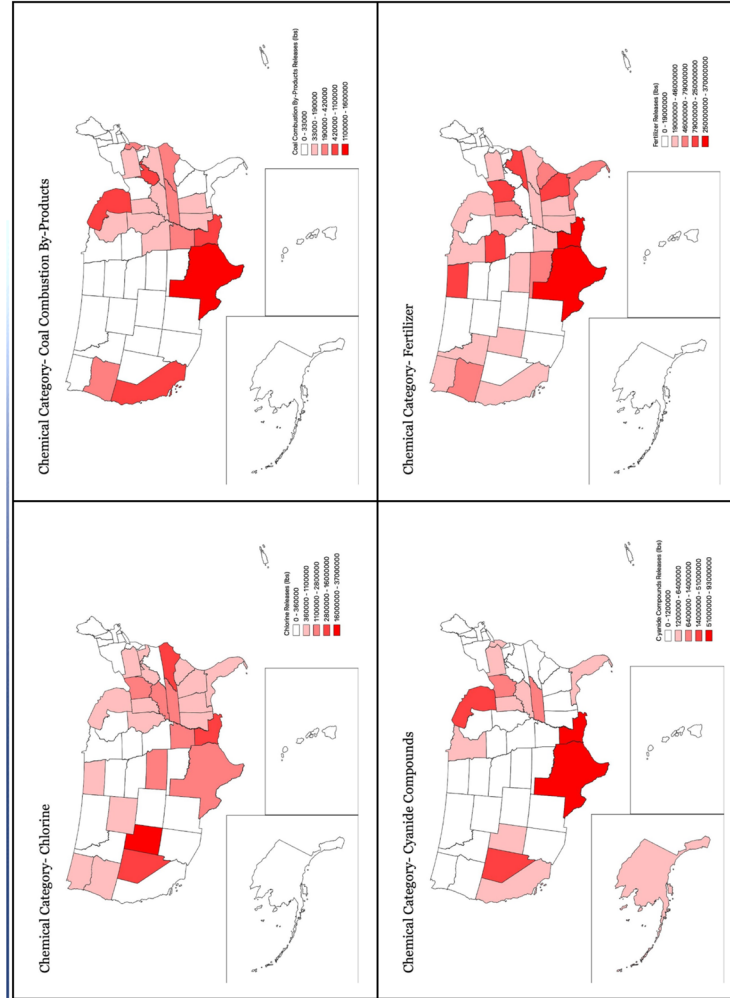 Chemical Category- Chlorine
Chlorine Releases (lbs)
0 - 360000
360000 - 1100000
1100000 - 2800000
2800000 - 16000000
16000000 - 37000000
Chemical Category- Coal Combustion By-Products
Coal Combustion By-Products Releases (lbs)
0 - 33000
33000 - 190000
190000 - 420000
420000 - 1100000
1100000 - 1600000
Chemical Category- Cyanide Compounds
Cyanide Compounds Releases (lbs)
0 - 1200000
1200000 - 6400000
6400000 - 14000000
14000000 - 51000000
51000000 - 93000000
Chemical Category- Fertilizer
Fertilizer Releases (lbs)
0 - 19000000
19000000 - 46000000
46000000 - 79000000
79000000 - 250000000
250000000 - 370000000